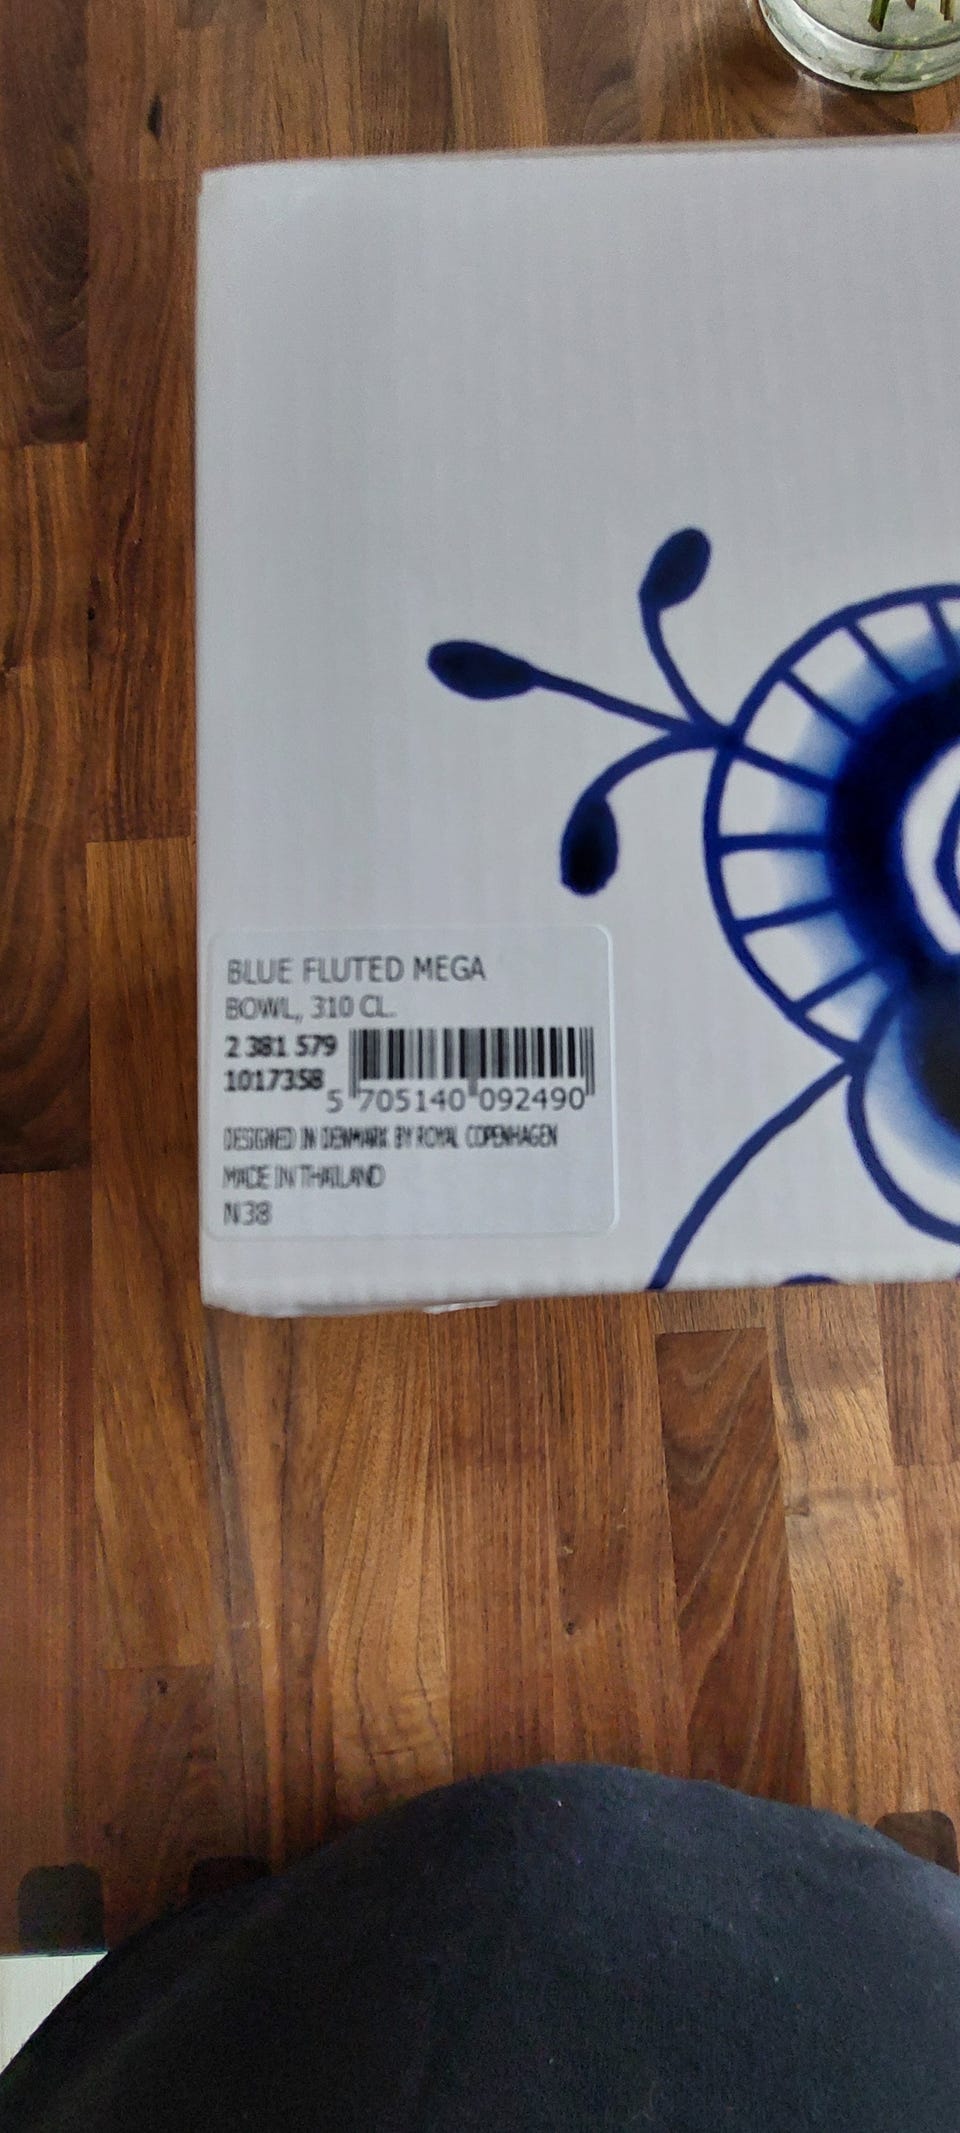 BLUE FLUTED MEGA
BOWL, 310 CL.
2 381 579
1017358
5 705140 092490
DESIGNED IN DENMARK BY ROYAL COPENHAGEN
MADE IN THAILAND
N38